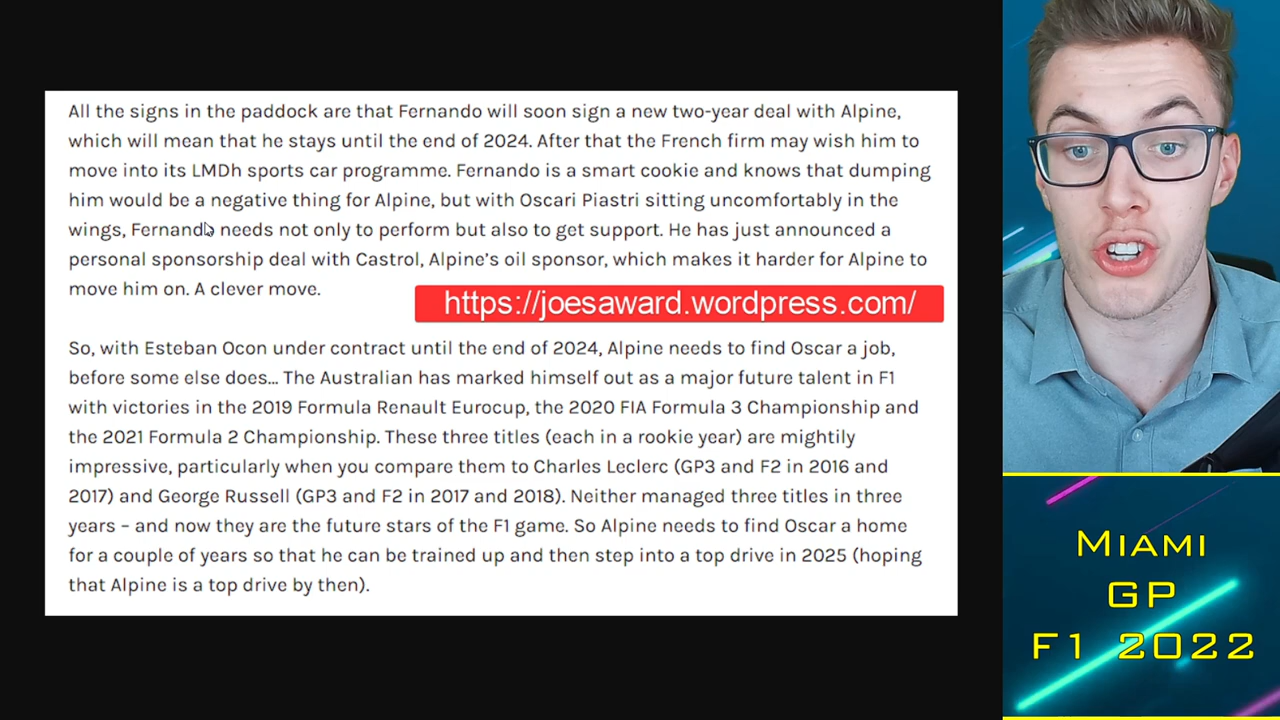 All the signs in the paddock are that Fernando will soon sign a new two-year deal with Alpine,
which will mean that he stays until the end of 2024. After that the French firm may wish him to
move into its LMDh sports car programme. Fernando is a smart cookie and knows that dumping
him would be a negative thing for Alpine, but with Oscari Piastri sitting uncomfortably in the
wings, Fernando needs not only to perform but also to get support. He has just announced a
personal sponsorship deal with Castrol, Alpine’s oil sponsor, which makes it harder for Alpine to
move him on. A clever move.
https://joesaward.wordpress.com/
So, with Esteban Ocon under contract until the end of 2024, Alpine needs to find Oscar a job,
before some else does… The Australian has marked himself out as a major future talent in F1
with victories in the 2019 Formula Renault Eurocup, the 2020 FIA Formula 3 Championship and
the 2021 Formula 2 Championship. These three titles (each in a rookie year) are mightily
impressive, particularly when you compare them to Charles Leclerc (GP3 and F2 in 2016 and
2017) and George Russell (GP3 and F2 in 2017 and 2018). Neither managed three titles in three
years – and now they are the future stars of the F1 game. So Alpine needs to find Oscar a home
for a couple of years so that he can be trained up and then step into a top drive in 2025 (hoping
that Alpine is a top drive by then).
Miami
GP
F1 2022